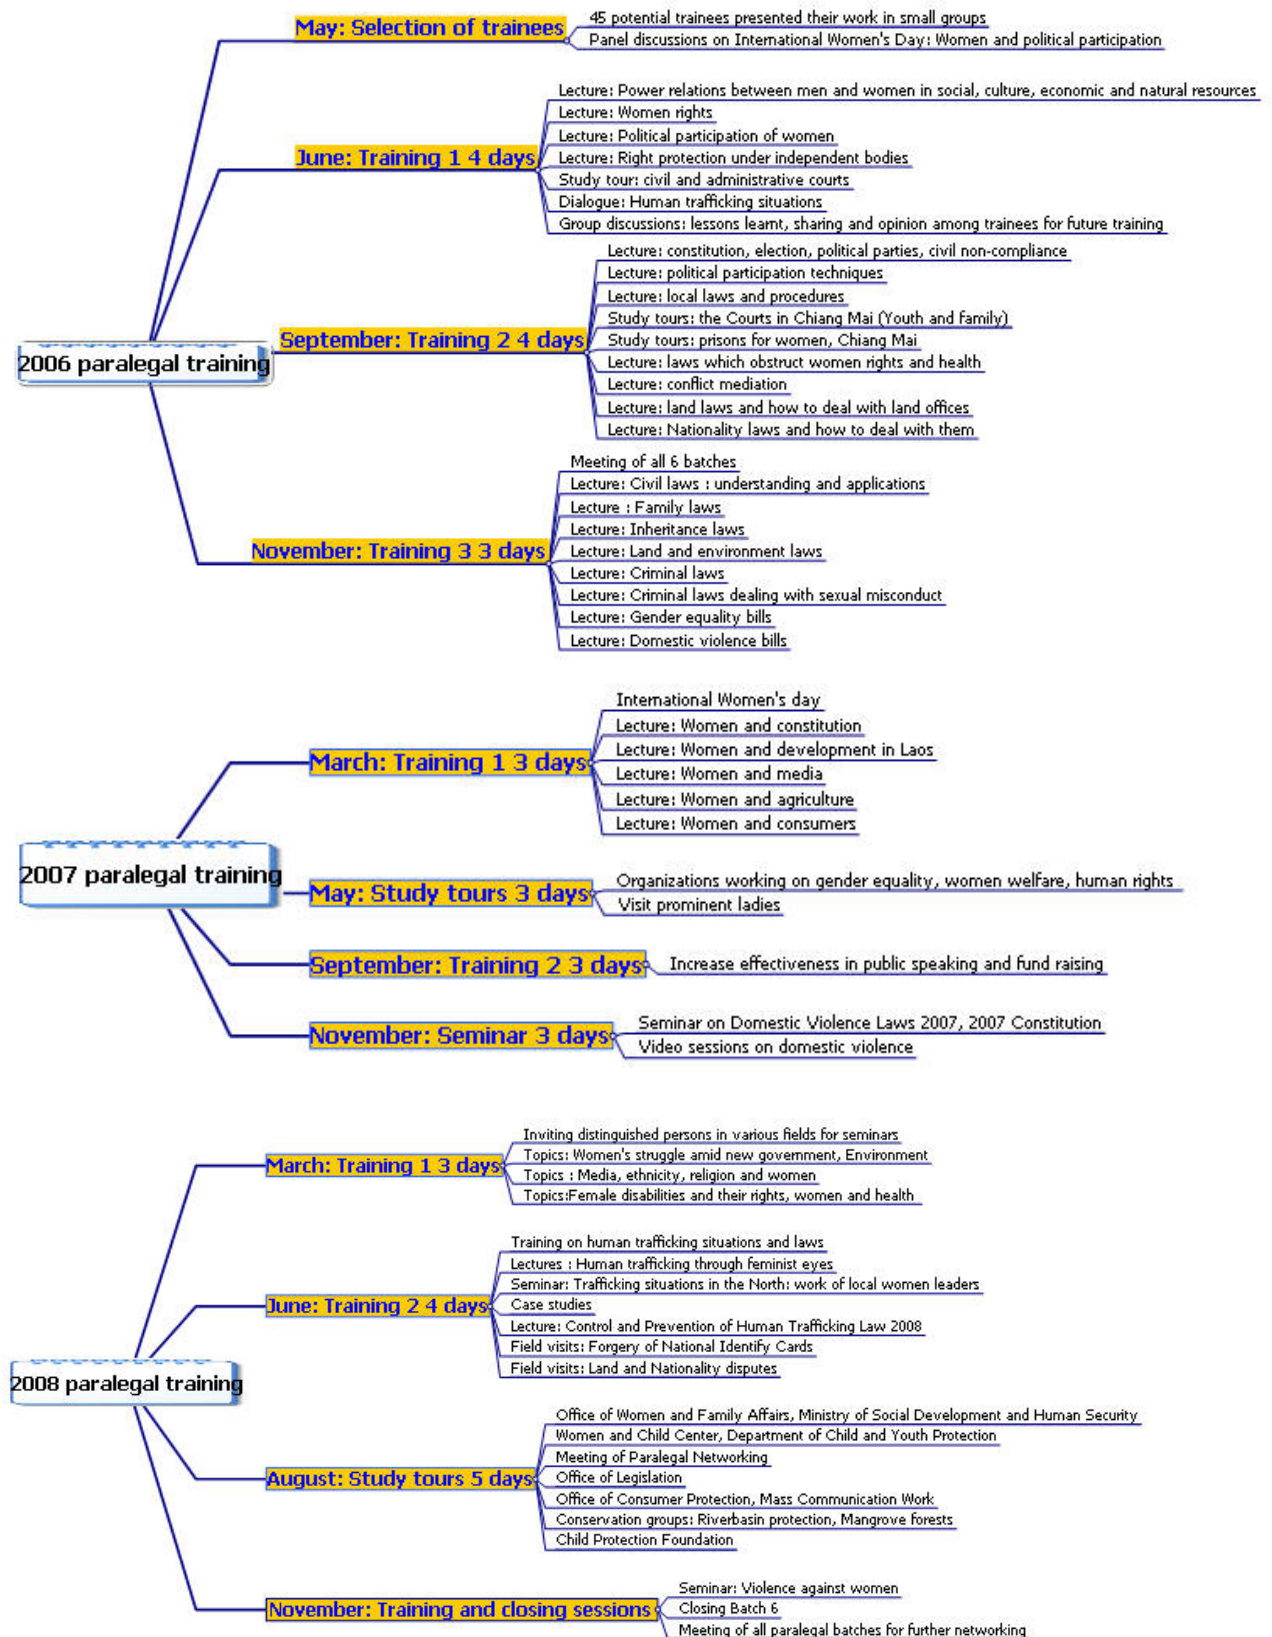 May: Selection of trainees
45 potential trainees presented their work in small groups
Panel discussions on International Women's Day: Women and political participation
June: Training 1 4 days
Lecture: Power relations between men and women in social, culture, economic and natural resources
Lecture: Women rights
Lecture: Political participation of women
Lecture: Right protection under independent bodies
Study tour: civil and administrative courts
Dialogue: Human trafficking situations
Group discussions: lessons learnt, sharing and opinion among trainees for future training
2006 paralegal training
September: Training 2 4 days
Lecture: constitution, election, political parties, civil non-compliance
Lecture: political participation techniques
Lecture: local laws and procedures
Study tours: the Courts in Chiang Mai (Youth and family)
Study tours: prisons for women, Chiang Mai
Lecture: laws which obstruct women rights and health
Lecture: conflict mediation
Lecture: land laws and how to deal with land offices
Lecture: Nationality laws and how to deal with them
November: Training 3 3 days
Meeting of all 6 batches
Lecture: Civil laws : understanding and applications
Lecture : Family laws
Lecture: Inheritance laws
Lecture: Land and environment laws
Lecture: Criminal laws
Lecture: Criminal laws dealing with sexual misconduct
Lecture: Gender equality bills
Lecture: Domestic violence bills
2007 paralegal training
March: Training 1 3 days
International Women's day
Lecture: Women and constitution
Lecture: Women and development in Laos
Lecture: Women and media
Lecture: Women and agriculture
Lecture: Women and consumers
May: Study tours 3 days
Organizations working on gender equality, women welfare, human rights
Visit prominent ladies
September: Training 2 3 days
Increase effectiveness in public speaking and fund raising
November: Seminar 3 days
Seminar on Domestic Violence Laws 2007, 2007 Constitution
Video sessions on domestic violence
2008 paralegal training
March: Training 1 3 days
Inviting distinguished persons in various fields for seminars
Topics: Women's struggle amid new government, Environment
Topics : Media, ethnicity, religion and women
Topics:Female disabilities and their rights, women and health
June: Training 2 4 days
Training on human trafficking situations and laws
Lectures : Human trafficking through feminist eyes
Seminar: Trafficking situations in the North: work of local women leaders
Case studies
Lecture: Control and Prevention of Human Trafficking Law 2008
Field visits: Forgery of National Identify Cards
Field visits: Land and Nationality disputes
August: Study tours 5 days
Office of Women and Family Affairs, Ministry of Social Development and Human Security
Women and Child Center, Department of Child and Youth Protection
Meeting of Paralegal Networking
Office of Legislation
Office of Consumer Protection, Mass Communication Work
Conservation groups: Riverbasin protection, Mangrove forests
Child Protection Foundation
November: Training and closing sessions
Seminar: Violence against women
Closing Batch 6
Meeting of all paralegal batches for further networking